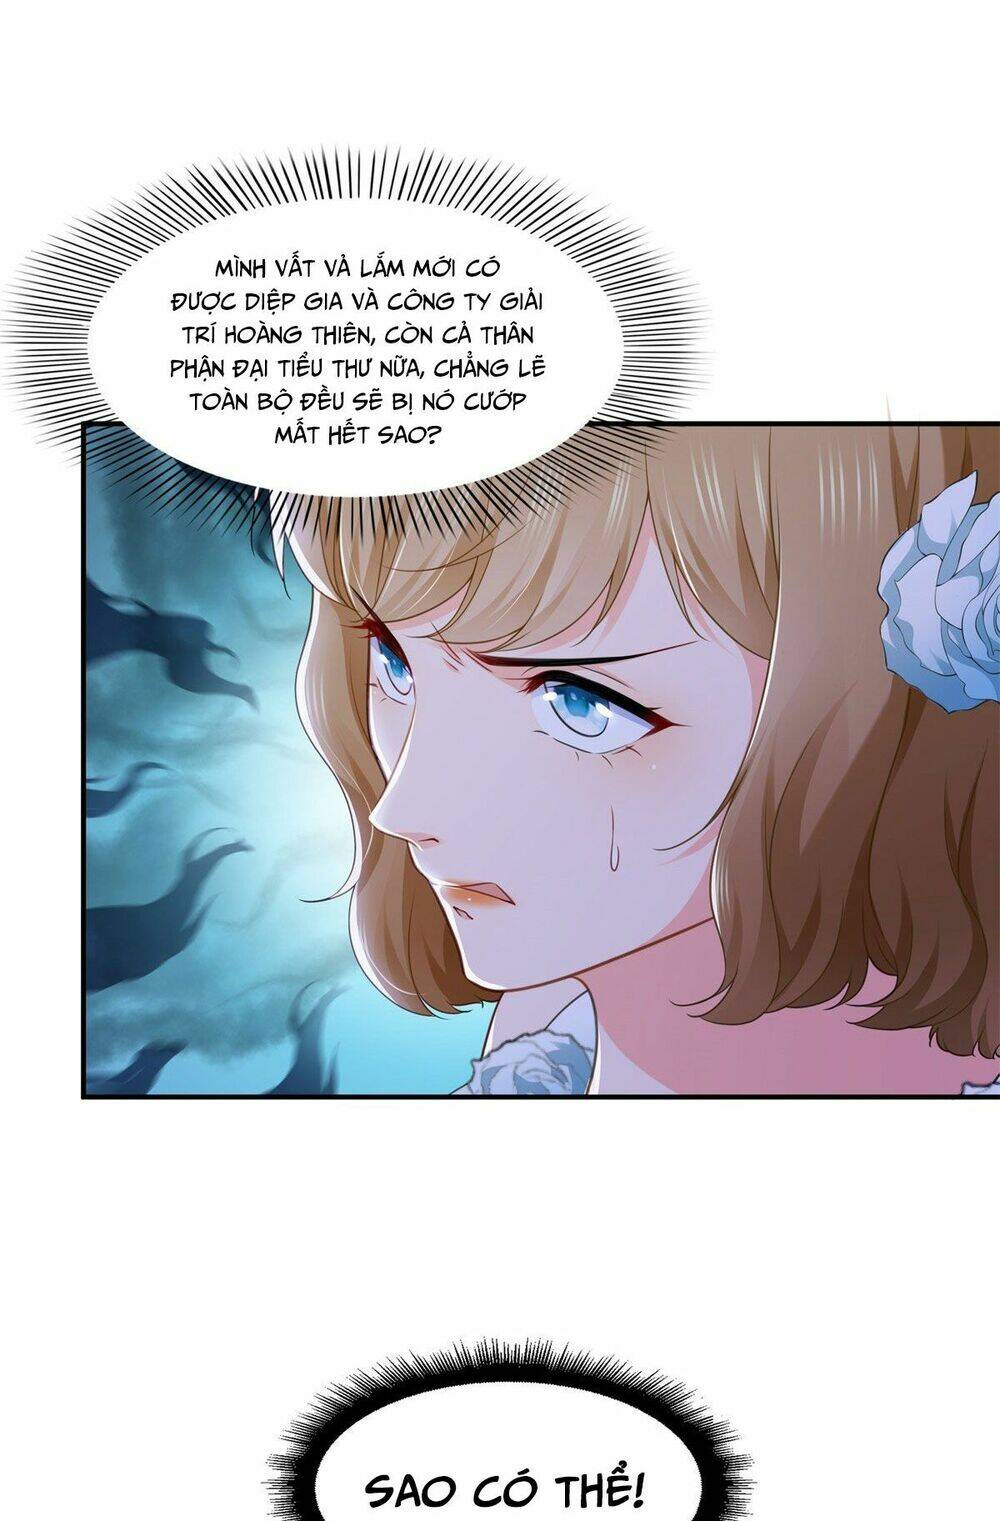 MÌNH VẤT VẢ LẮM MỚI CÓ
ĐƯỢC DIỆP GIA VÀ CÔNG TY GIẢI
TRÍ HOÀNG THIÊN, CÒN CẢ THÂN
PHẬN ĐẠI TIỂU THƯ NỮA, CHẲNG LẼ
TOÀN BỘ ĐỀU SẼ BỊ NÓ CƯỚP
MẤT HẾT SAO?
SAO CÓ THỂ!